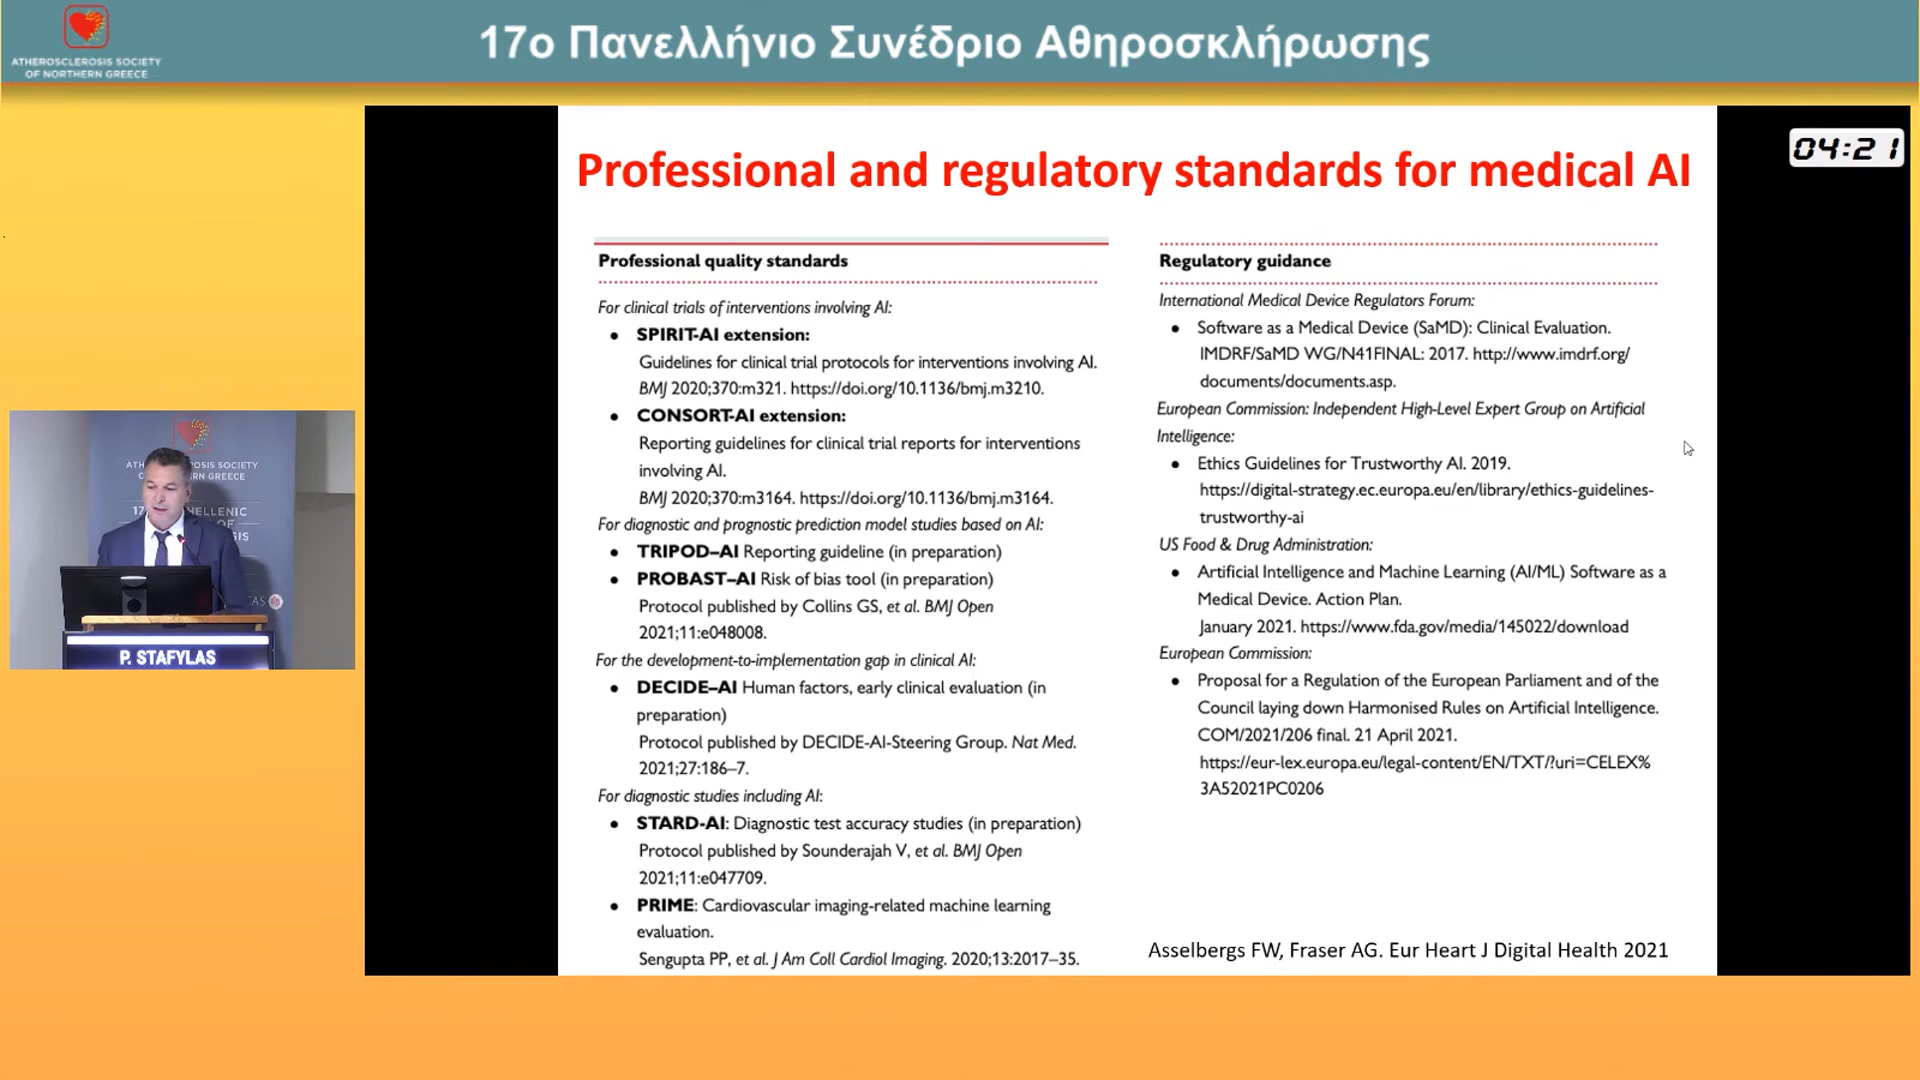 ATHEROSCLEROSIS SOCIETY
OF NORTHERN GREECE
17ο Πανελλήνιο Συνέδριο Αθηροσκλήρωσης
04:21
Professional and regulatory standards for medical AI
Professional quality standards
For clinical trials of interventions involving AI:
● SPIRIT-AI extension:
Guidelines for clinical trial protocols for interventions involving AI.
BMJ 2020;370:m321. https://doi.org/10.1136/bmj.m3210.
● CONSORT-AI extension:
Reporting guidelines for clinical trial reports for interventions
involving AI.
BMJ 2020;370:m3164. https://doi.org/10.1136/bmj.m3164.
For diagnostic and prognostic prediction model studies based on AI:
● TRIPOD–AI Reporting guideline (in preparation)
● PROBAST–AI Risk of bias tool (in preparation)
Protocol published by Collins GS, et al. BMJ Open
2021;11:e048008.
For the development-to-implementation gap in clinical AI:
● DECIDE–AI Human factors, early clinical evaluation (in
preparation)
Protocol published by DECIDE-AI-Steering Group. Nat Med.
2021;27:186–7.
For diagnostic studies including AI:
● STARD-AI: Diagnostic test accuracy studies (in preparation)
Protocol published by Sounderajah V, et al. BMJ Open
2021;11:e047709.
● PRIME: Cardiovascular imaging-related machine learning
evaluation.
Sengupta PP, et al. J Am Coll Cardiol Imaging. 2020;13:2017–35.
Regulatory guidance
International Medical Device Regulators Forum:
● Software as a Medical Device (SaMD): Clinical Evaluation.
IMDRF/SaMD WG/N41FINAL: 2017. http://www.imdrf.org/
documents/documents.asp.
European Commission: Independent High-Level Expert Group on Artificial
Intelligence:
● Ethics Guidelines for Trustworthy AI. 2019.
https://digital-strategy.ec.europa.eu/en/library/ethics-guidelines-
trustworthy-ai
US Food & Drug Administration:
● Artificial Intelligence and Machine Learning (AI/ML) Software as a
Medical Device. Action Plan.
January 2021. https://www.fda.gov/media/145022/download
European Commission:
● Proposal for a Regulation of the European Parliament and of the
Council laying down Harmonised Rules on Artificial Intelligence.
COM/2021/206 final. 21 April 2021.
https://eur-lex.europa.eu/legal-content/EN/TXT/?uri=CELEX%
3A52021PC0206
Asselbergs FW, Fraser AG. Eur Heart J Digital Health 2021
P. STAFYLAS